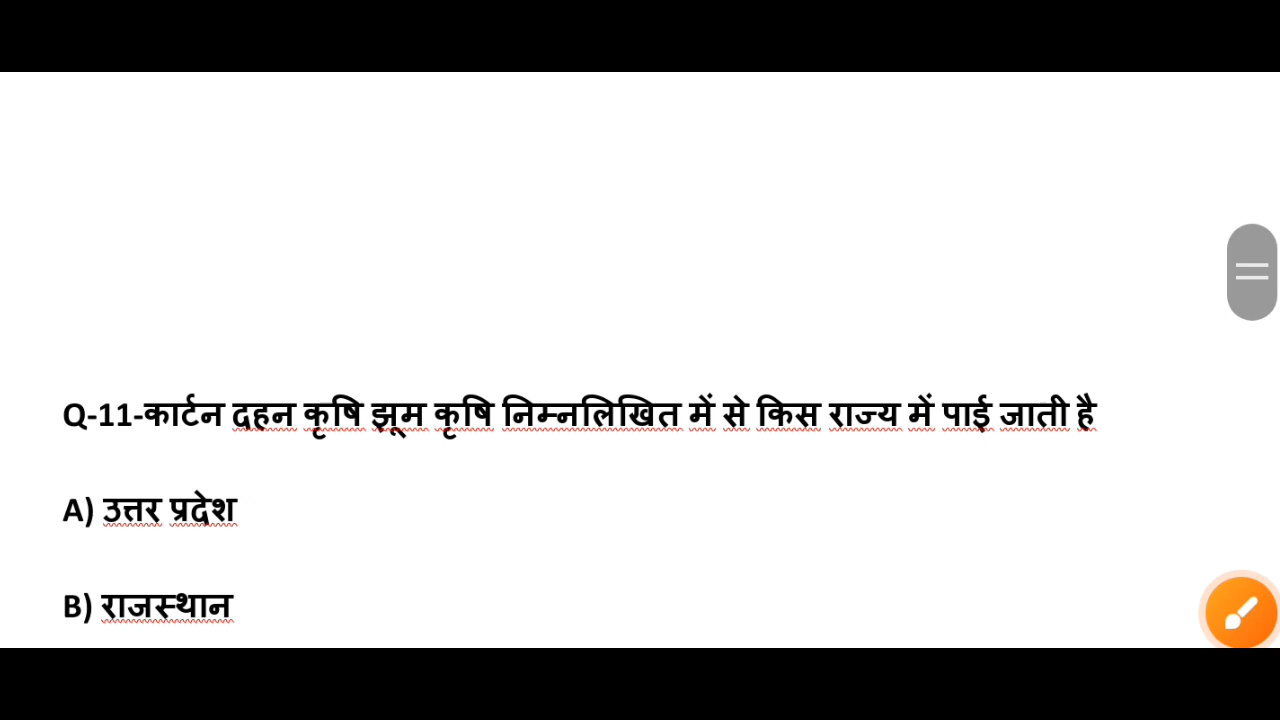 Q-11-कार्टन दहन कृषि झूम कृषि निम्नलिखित में से किस राज्य में पाई जाती है
A) उत्तर प्रदेश
B) राजस्थान